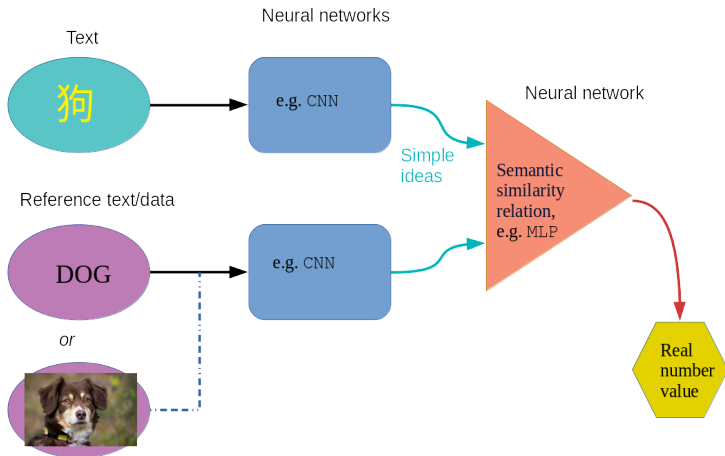 Neural networks
Text
狗
e.g. CNN
Neural network
Simple
ideas
Semantic
similarity
relation,
e.g. MLP
Reference text/data
DOG
e.g. CNN
or
Real
number
value